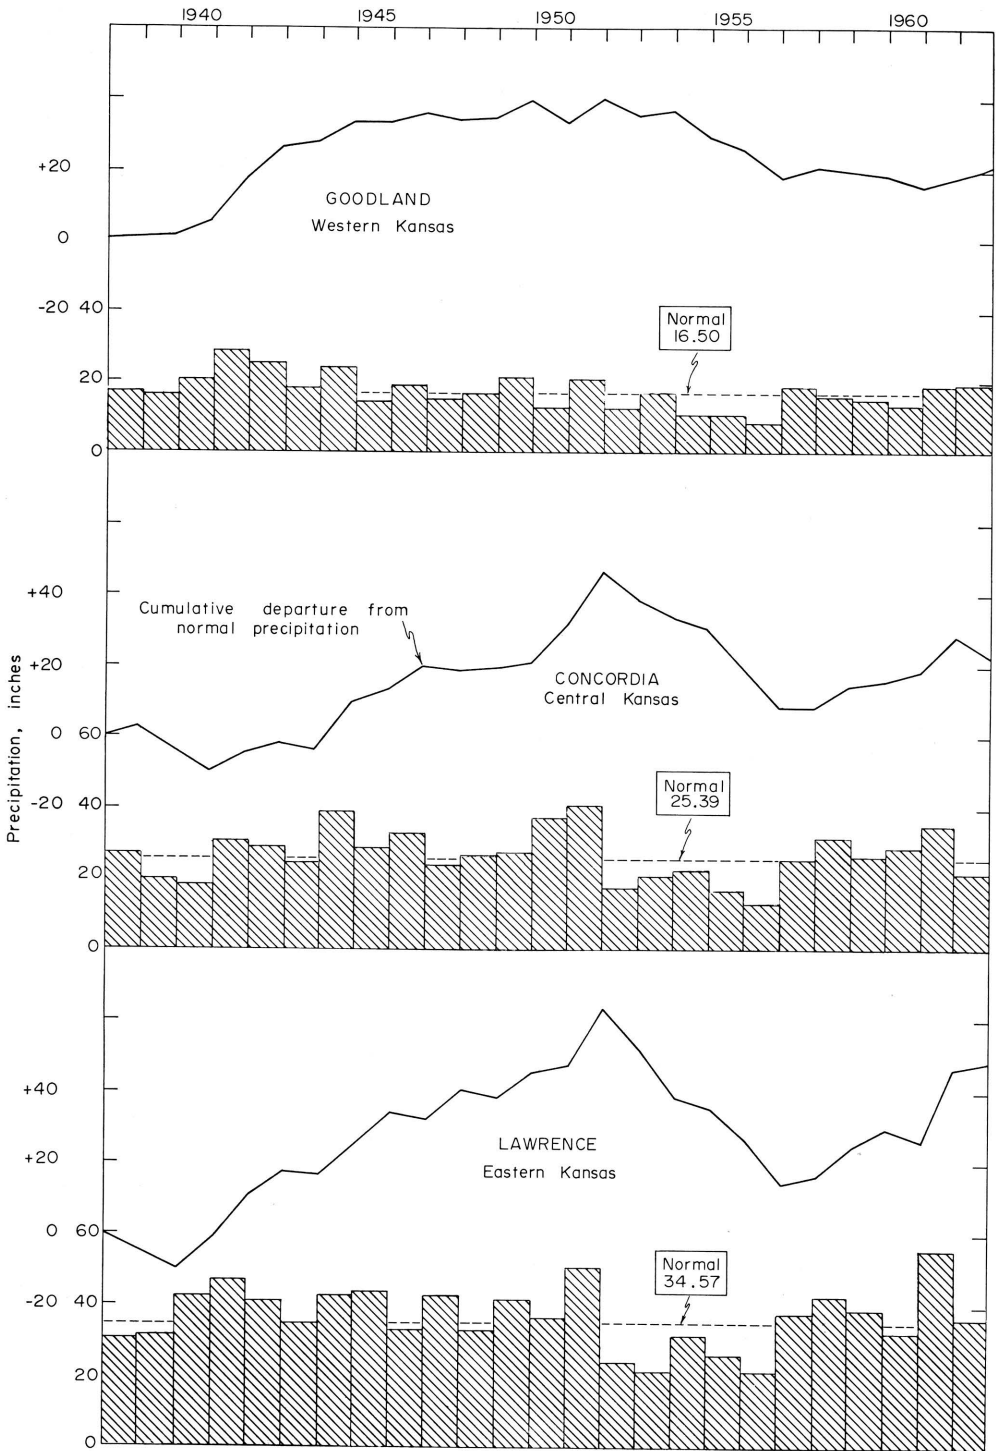 1940 1945 1950 1955 1960
+20
GOODLAND
Western Kansas
0
-20 40
Normal
16.50
20
0
+40
Cumulative departure from
normal precipitation
+20
CONCORDIA
Central Kansas
0 60
Normal
25.39
-20 40
20
0
Precipitation, inches
+40
LAWRENCE
+20
Eastern Kansas
0 60
Normal
34.57
-20 40
20
0